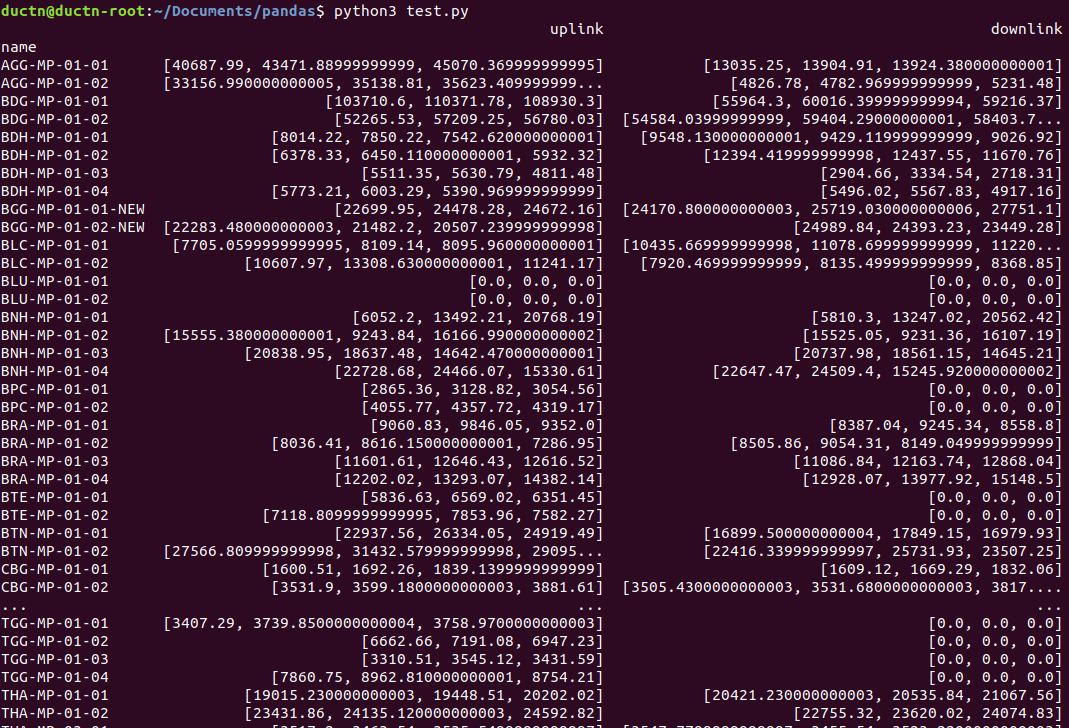 ductn@ductn-root:~/Documents/pandas$ python3 test.py
uplink downlink
name
AGG-MP-01-01 [40687.99, 43471.88999999999, 45070.369999999995] [13035.25, 13904.91, 13924.380000000001]
AGG-MP-01-02 [33156.990000000005, 35138.81, 35623.409999999... [4826.78, 4782.969999999999, 5231.48]
BDG-MP-01-01 [103710.6, 110371.78, 108930.3] [55964.3, 60016.399999999994, 59216.37]
BDG-MP-01-02 [52265.53, 57209.25, 56780.03] [54584.03999999999, 59404.29000000001, 58403.7...
BDH-MP-01-01 [8014.22, 7850.22, 7542.620000000001] [9548.130000000001, 9429.119999999999, 9026.92]
BDH-MP-01-02 [6378.33, 6450.110000000001, 5932.32] [12394.419999999998, 12437.55, 11670.76]
BDH-MP-01-03 [5511.35, 5630.79, 4811.48] [2904.66, 3334.54, 2718.31]
BDH-MP-01-04 [5773.21, 6003.29, 5390.969999999999] [5496.02, 5567.83, 4917.16]
BGG-MP-01-01-NEW [22699.95, 24478.28, 24672.16] [24170.800000000003, 25719.030000000006, 27751.1]
BGG-MP-01-02-NEW [22283.480000000003, 21482.2, 20507.239999999998] [24989.84, 24393.23, 23449.28]
BLC-MP-01-01 [7705.0599999999995, 8109.14, 8095.960000000001] [10435.669999999998, 11078.699999999999, 11220...
BLC-MP-01-02 [10607.97, 13308.630000000001, 11241.17] [7920.469999999999, 8135.499999999999, 8368.85]
BLU-MP-01-01 [0.0, 0.0, 0.0] [0.0, 0.0, 0.0]
BLU-MP-01-02 [0.0, 0.0, 0.0] [0.0, 0.0, 0.0]
BNH-MP-01-01 [6052.2, 13492.21, 20768.19] [5810.3, 13247.02, 20562.42]
BNH-MP-01-02 [15555.380000000001, 9243.84, 16166.990000000002] [15525.05, 9231.36, 16107.19]
BNH-MP-01-03 [20838.95, 18637.48, 14642.470000000001] [20737.98, 18561.15, 14645.21]
BNH-MP-01-04 [22728.68, 24466.07, 15330.61] [22647.47, 24509.4, 15245.920000000002]
BPC-MP-01-01 [2865.36, 3128.82, 3054.56] [0.0, 0.0, 0.0]
BPC-MP-01-02 [4055.77, 4357.72, 4319.17] [0.0, 0.0, 0.0]
BRA-MP-01-01 [9060.83, 9846.05, 9352.0] [8387.04, 9245.34, 8558.8]
BRA-MP-01-02 [8036.41, 8616.150000000001, 7286.95] [8505.86, 9054.31, 8149.049999999999]
BRA-MP-01-03 [11601.61, 12646.43, 12616.52] [11086.84, 12163.74, 12868.04]
BRA-MP-01-04 [12202.02, 13293.07, 14382.14] [12928.07, 13977.92, 15148.5]
BTE-MP-01-01 [5836.63, 6569.02, 6351.45] [0.0, 0.0, 0.0]
BTE-MP-01-02 [7118.8099999999995, 7853.96, 7582.27] [0.0, 0.0, 0.0]
BTN-MP-01-01 [22937.56, 26334.05, 24919.49] [16899.500000000004, 17849.15, 16979.93]
BTN-MP-01-02 [27566.809999999998, 31432.579999999998, 29095... [22416.339999999997, 25731.93, 23507.25]
CBG-MP-01-01 [1600.51, 1692.26, 1839.1399999999999] [1609.12, 1669.29, 1832.06]
CBG-MP-01-02 [3531.9, 3599.1800000000003, 3881.61] [3505.4300000000003, 3531.6800000000003, 3817....
... ... ...
TGG-MP-01-01 [3407.29, 3739.8500000000004, 3758.9700000000003] [0.0, 0.0, 0.0]
TGG-MP-01-02 [6662.66, 7191.08, 6947.23] [0.0, 0.0, 0.0]
TGG-MP-01-03 [3310.51, 3545.12, 3431.59] [0.0, 0.0, 0.0]
TGG-MP-01-04 [7860.75, 8962.810000000001, 8754.21] [0.0, 0.0, 0.0]
THA-MP-01-01 [19015.230000000003, 19448.51, 20202.02] [20421.230000000003, 20535.84, 21067.56]
THA-MP-01-02 [23431.86, 24135.120000000003, 24592.82] [22755.32, 23620.02, 24074.83]